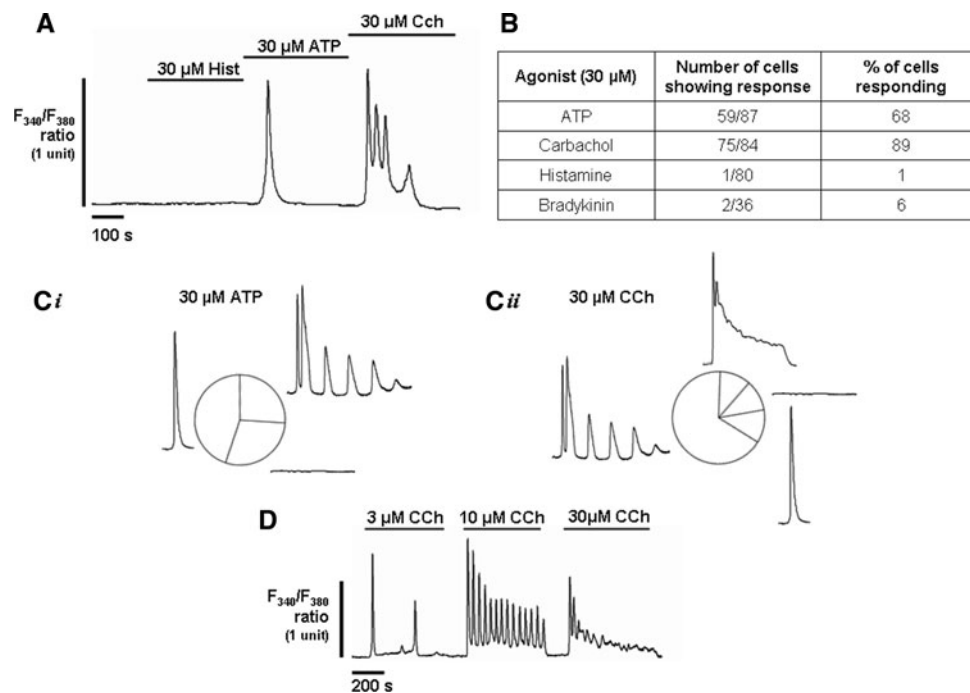 A
30 µM Hist
30 µM ATP
30 µM Cch
F340/F380
ratio
(1 unit)
100 s
B
Agonist (30 µM) Number of cells showing response % of cells responding
ATP 59/87 68
Carbachol 75/84 89
Histamine 1/80 1
Bradykinin 2/36 6
Ci
30 µM ATP
Cii
30 µM CCh
D
3 µM CCh 10 µM CCh 30µM CCh
F340/F380
ratio
(1 unit)
200 s